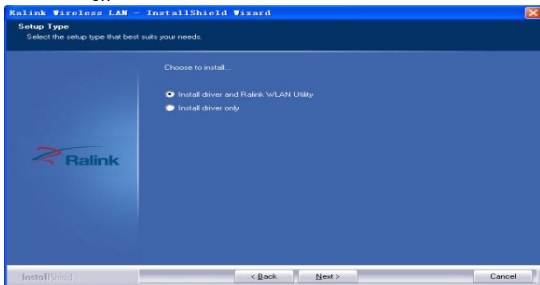 Ralink Wireless LAN - InstallShield Wizard
Setup Type
Select the setup type that best suits your needs.
Choose to install...
Install driver and Ralink WLAN Utility
Install driver only
Ralink
InstallShield
< Back
Next >
Cancel